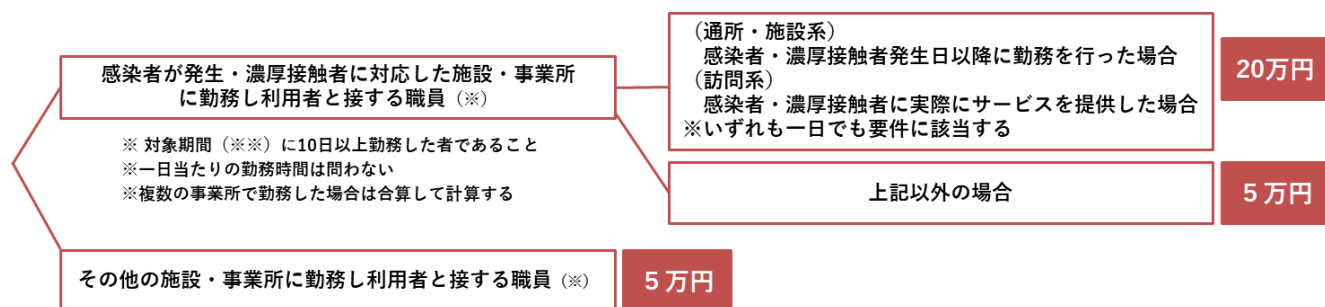 感染者が発生・濃厚接触者に対応した施設・事業所
に勤務し利用者と接する職員（※）
※ 対象期間（※※）に10日以上勤務した者であること
※一日当たりの勤務時間は問わない
※複数の事業所で勤務した場合は合算して計算する
（通所・施設系）
感染者・濃厚接触者発生日以降に勤務を行った場合
（訪問系）
感染者・濃厚接触者に実際にサービスを提供した場合
※いずれも一日でも要件に該当する
20万円
上記以外の場合
５万円
その他の施設・事業所に勤務し利用者と接する職員（※）
５万円